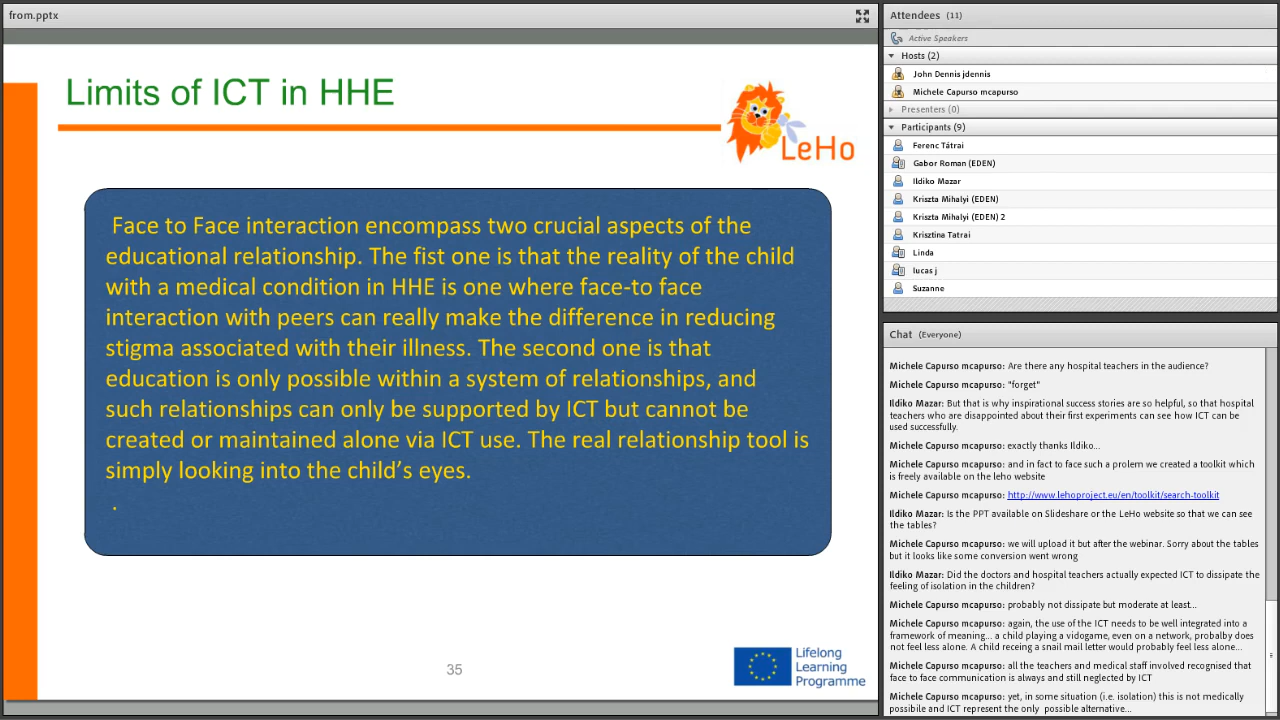 from.pptx
Limits of ICT in HHE
LeHo
Face to Face interaction encompass two crucial aspects of the
educational relationship. The fist one is that the reality of the child
with a medical condition in HHE is one where face-to face
interaction with peers can really make the difference in reducing
stigma associated with their illness. The second one is that
education is only possible within a system of relationships, and
such relationships can only be supported by ICT but cannot be
created or maintained alone via ICT use. The real relationship tool is
simply looking into the child’s eyes.
.
35
Lifelong
Learning
Programme
Attendees (11)
Active Speakers
Hosts (2)
John Dennis jdennis
Michele Capurso mcapurso
Presenters (0)
Participants (9)
Ferenc Tátrai
Gabor Roman (EDEN)
Ildiko Mazar
Kriszta Mihalyi (EDEN)
Kriszta Mihalyi (EDEN) 2
Krisztina Tatrai
Linda
lucas j
Suzanne
Chat (Everyone)
Michele Capurso mcapurso: Are there any hospital teachers in the audience?
Michele Capurso mcapurso: "forget"
Ildiko Mazar: But that is why inspirational success stories are so helpful, so that hospital
teachers who are disappointed about their first experiments can see how ICT can be
used successfully.
Michele Capurso mcapurso: exactly thanks Ildiko...
Michele Capurso mcapurso: and in fact to face such a prolem we created a toolkit which
is freely available on the leho website
Michele Capurso mcapurso: http://www.lehoproject.eu/en/toolkit/search-toolkit
Ildiko Mazar: Is the PPT available on Slideshare or the LeHo website so that we can see
the tables?
Michele Capurso mcapurso: we will upload it but after the webinar. Sorry about the tables
but it looks like some conversion went wrong
Ildiko Mazar: Did the doctors and hospital teachers actually expected ICT to dissipate the
feeling of isolation in the children?
Michele Capurso mcapurso: probably not dissipate but moderate at least...
Michele Capurso mcapurso: again, the use of the ICT needs to be well integrated into a
framework of meaning... a child playing a vidogame, even on a network, probalby does
not feel less alone. A child receing a snail mail letter would probably feel less alone...
Michele Capurso mcapurso: all the teachers and medical staff involved recognised that
face to face communication is always and still neglected by ICT
Michele Capurso mcapurso: yet, in some situation (i.e. isolation) this is not medically
possibile and ICT represent the only possible alternative...